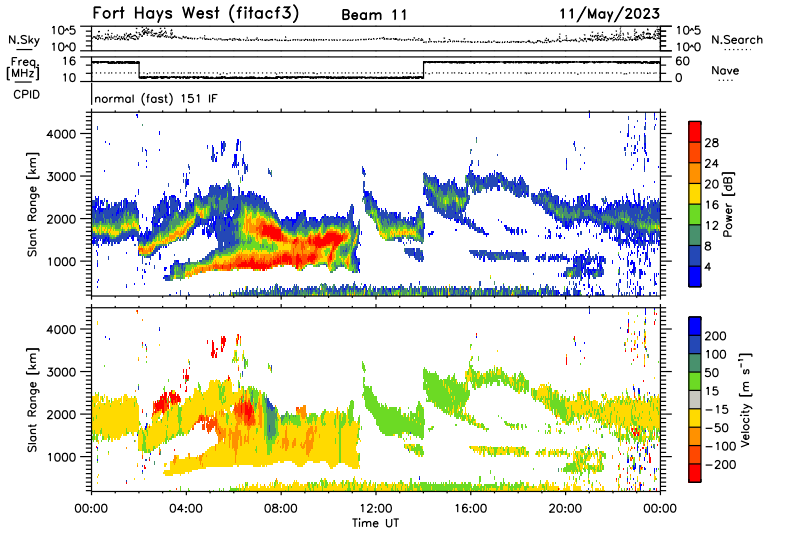 Fort Hays West (fitacf3) Beam 11 11/May/2023
N.Sky 10^5 10^0 10^5 10^0 N.Search
Freq. [MHz] 16 10 60 0 Nave
CPID normal (fast) 151 IF
Slant Range [km] 4000 3000 2000 1000
28 24 20 16 12 8 4 Power [dB]
Slant Range [km] 4000 3000 2000 1000
200 100 50 15 −15 −50 −100 −200 Velocity [m s⁻¹]
00:00 04:00 08:00 12:00 16:00 20:00 00:00
Time UT